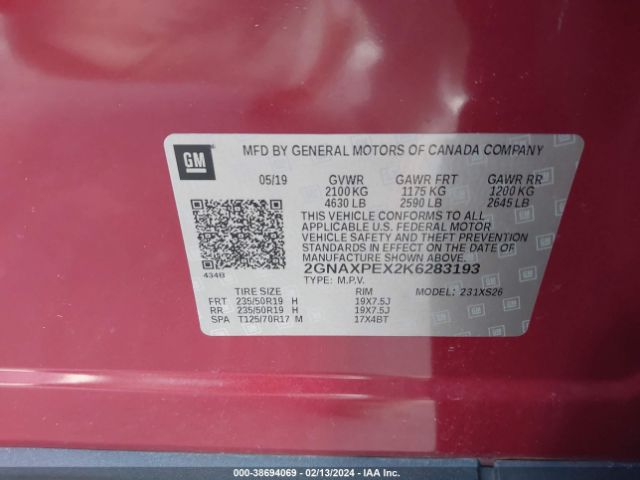 GM
MFD BY GENERAL MOTORS OF CANADA COMPANY
05/19 GVWR GAWR FRT GAWR RR
2100 KG 1175 KG 1200 KG
4630 LB 2590 LB 2645 LB
THIS VEHICLE CONFORMS TO ALL
APPLICABLE U.S. FEDERAL MOTOR
VEHICLE SAFETY AND THEFT PREVENTION
STANDARDS IN EFFECT ON THE DATE OF
MANUFACTURE SHOWN ABOVE.
434B
2GNAXPEX2K6283193
TYPE: M.P.V. MODEL: 231XS26
TIRE SIZE RIM
FRT 235/50R19 H 19X7.5J
RR 235/50R19 H 19X7.5J
SPA T125/70R17 M 17X4BT
000-38694069 - 02/13/2024 - IAA Inc.